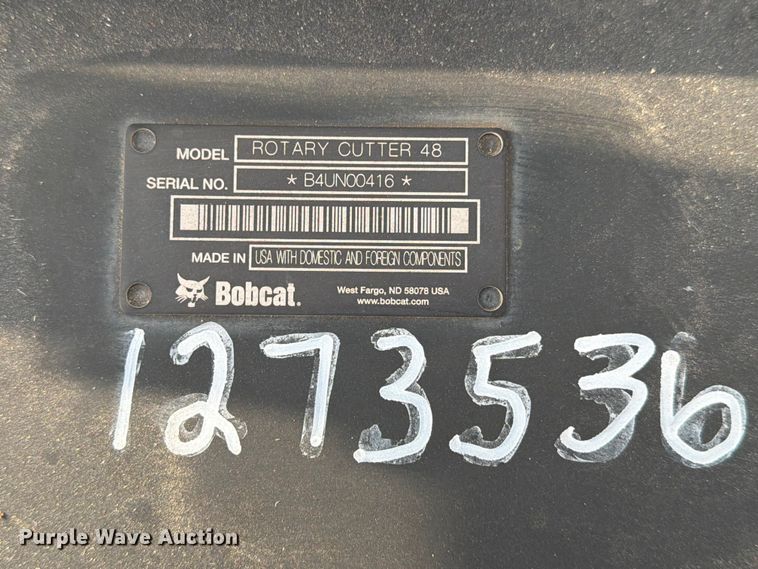 MODEL ROTARY CUTTER 48
SERIAL NO. * B4UN00416 *
MADE IN USA WITH DOMESTIC AND FOREIGN COMPONENTS
Bobcat.
West Fargo, ND 58078 USA
www.bobcat.com
1273536
Purple Wave Auction